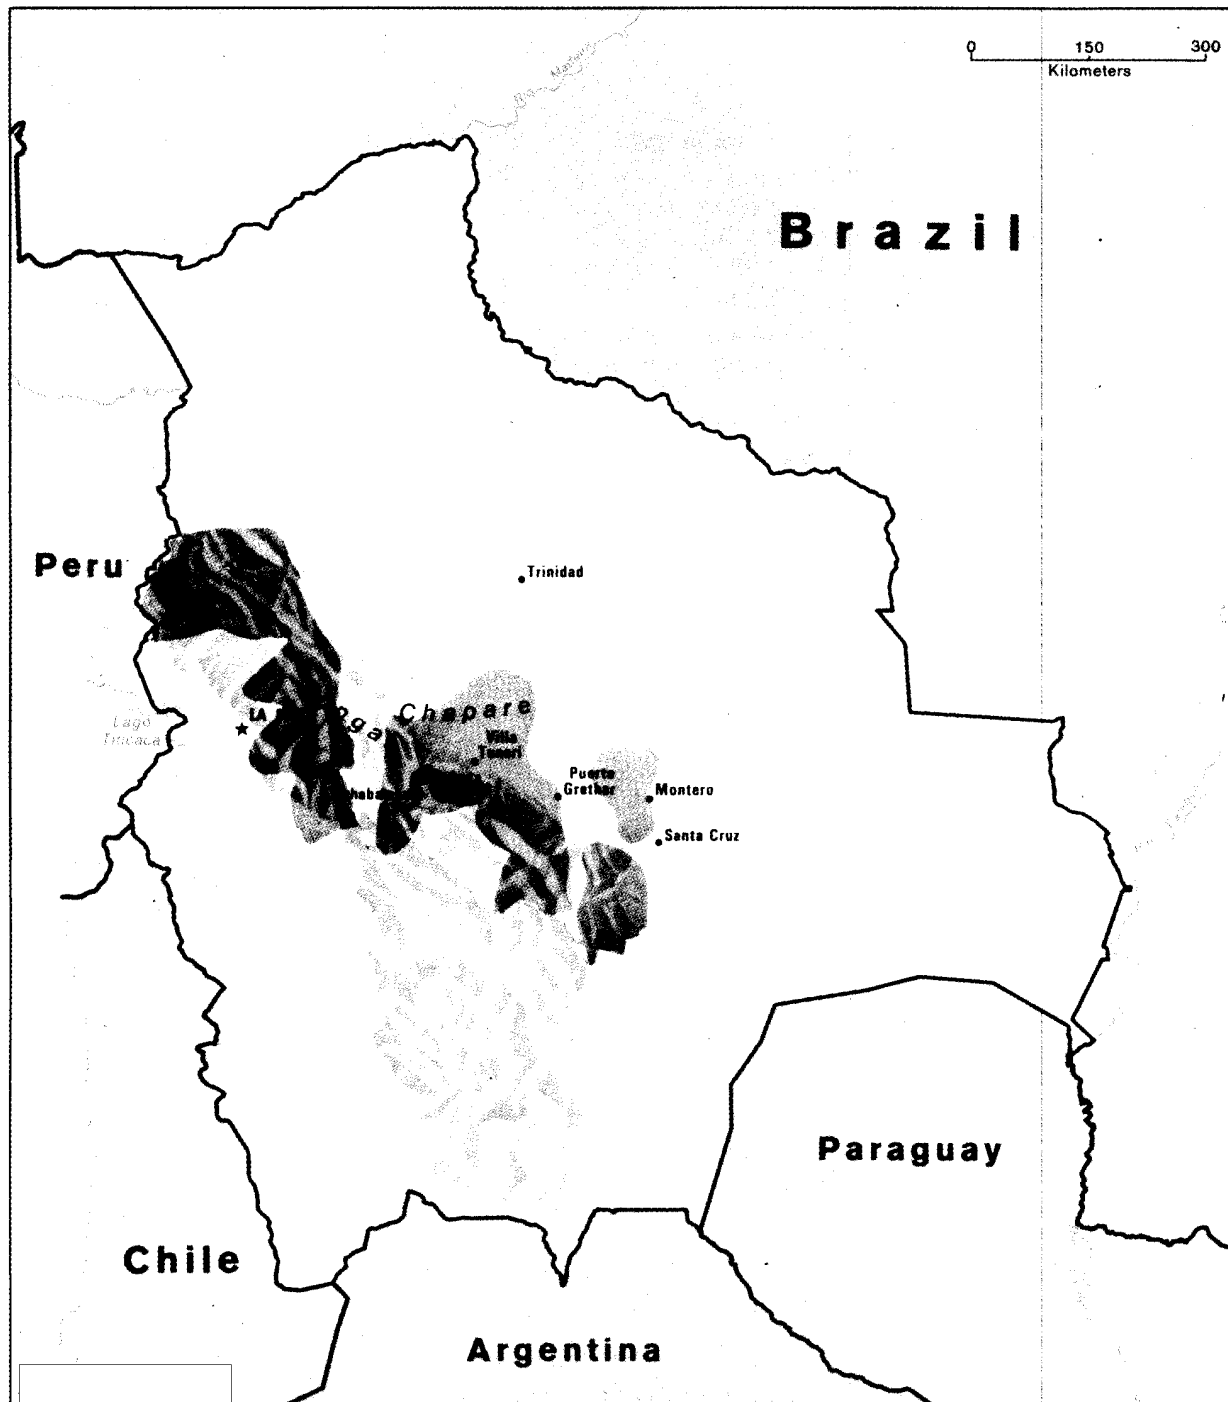 0 150 300
Kilometers
Madeira
Brazil
Peru
Trinidad
Chapare
LA
Lago
Titicaca
Villa
Tunari
Puerto
Grether
Montero
Santa Cruz
Paraguay
Chile
Argentina